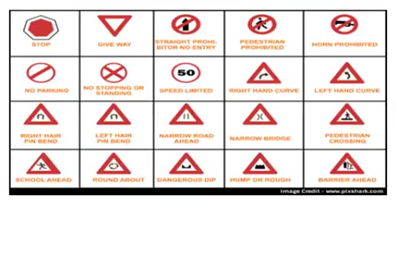 STOP
GIVE WAY
STRAIGHT PROHI-
BITOR NO ENTRY
PEDESTRIAN
PROHIBITED
HORN PROHIBITED
NO PARKING
NO STOPPING OR
STANDING
50
SPEED LIMITED
RIGHT HAND CURVE
LEFT HAND CURVE
RIGHT HAIR
PIN BEND
LEFT HAIR
PIN BEND
NARROW ROAD
AHEAD
NARROW BRIDGE
PEDESTRIAN
CROSSING
SCHOOL AHEAD
ROUND ABOUT
DANGEROUS DIP
HUMP OR ROUGH
BARRIER AHEAD
Image Credit - www.pixshark.com